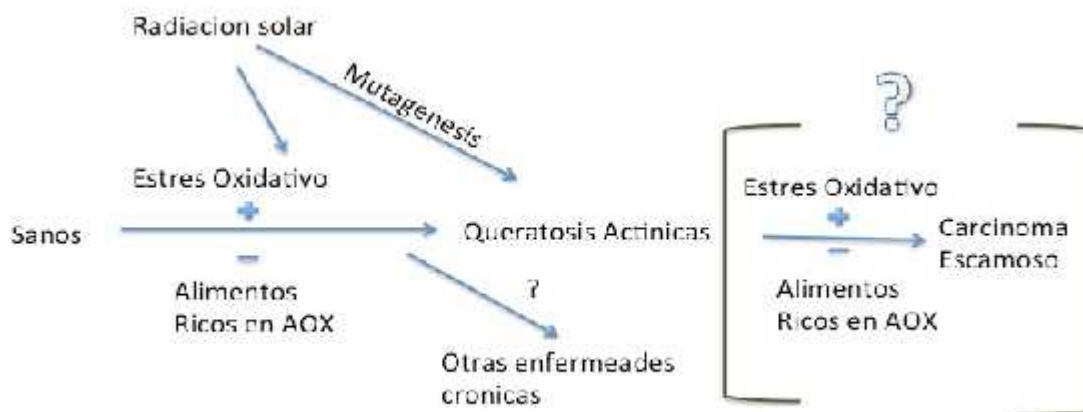 Radiacion solar
Mutagenesis
?
Estres Oxidativo
+
Sanos
Queratosis Actinicas
–
Alimentos
Ricos en AOX
?
Otras enfermeades
cronicas
Estres Oxidativo
+
Carcinoma
Escamoso
–
Alimentos
Ricos en AOX